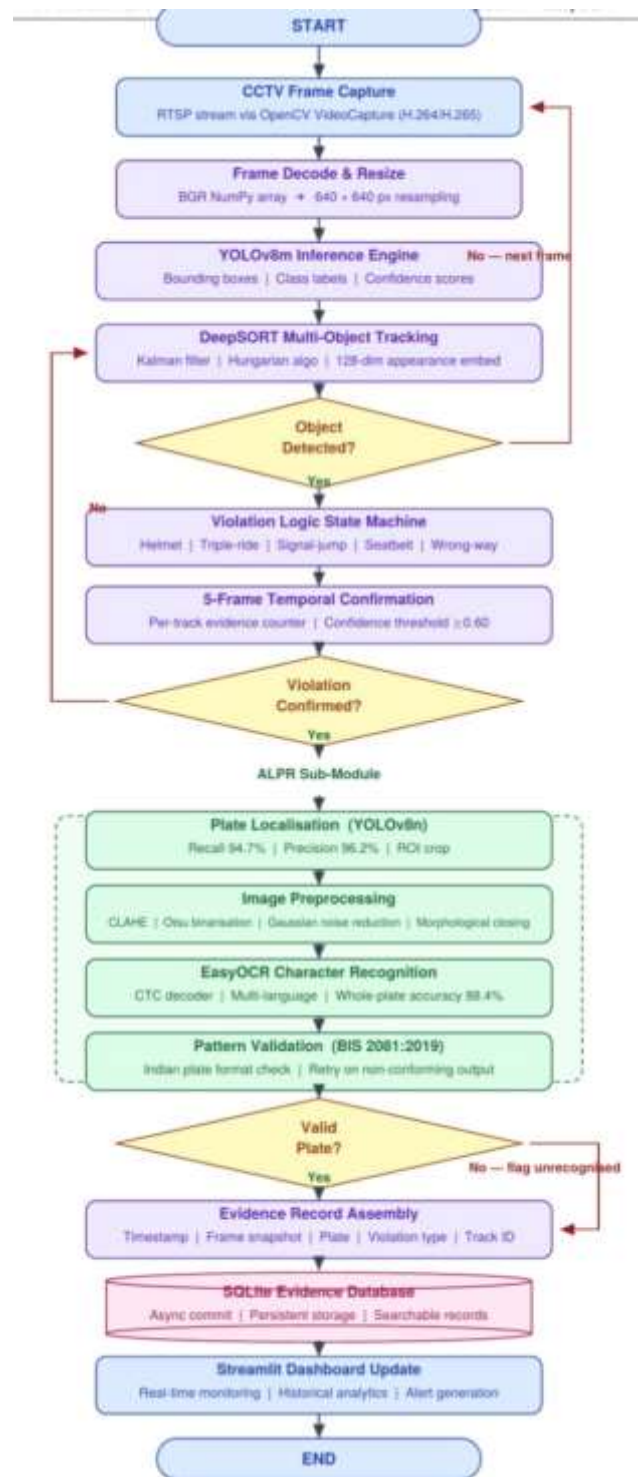 START
CCTV Frame Capture
RTSP stream via OpenCV VideoCapture (H.264/H.265)
Frame Decode & Resize
BGR NumPy array → 640 × 640 px resampling
YOLOv8m Inference Engine
No — next frame
Bounding boxes | Class labels | Confidence scores
DeepSORT Multi-Object Tracking
Kalman filter | Hungarian algo | 128-dim appearance embed
Object
Detected?
Yes
No
Violation Logic State Machine
Helmet | Triple-ride | Signal-jump | Seatbelt | Wrong-way
5-Frame Temporal Confirmation
Per-track evidence counter | Confidence threshold ≥0.60
Violation
Confirmed?
Yes
ALPR Sub-Module
Plate Localisation (YOLOv8n)
Recall 94.7% | Precision 96.2% | ROI crop
Image Preprocessing
CLAHE | Otsu binarisation | Gaussian noise reduction | Morphological closing
EasyOCR Character Recognition
CTC decoder | Multi-language | Whole-plate accuracy
Pattern Validation (BIS 2081:2019)
Indian plate format check | Retry on non-conforming output
Valid
Plate?
No — flag unrecognised
Yes
Evidence Record Assembly
Timestamp | Frame snapshot | Plate | Violation type | Track ID
SQLite Evidence Database
Async commit | Persistent storage | Searchable records
Streamlit Dashboard Update
Real-time monitoring | Historical analytics | Alert generation
END